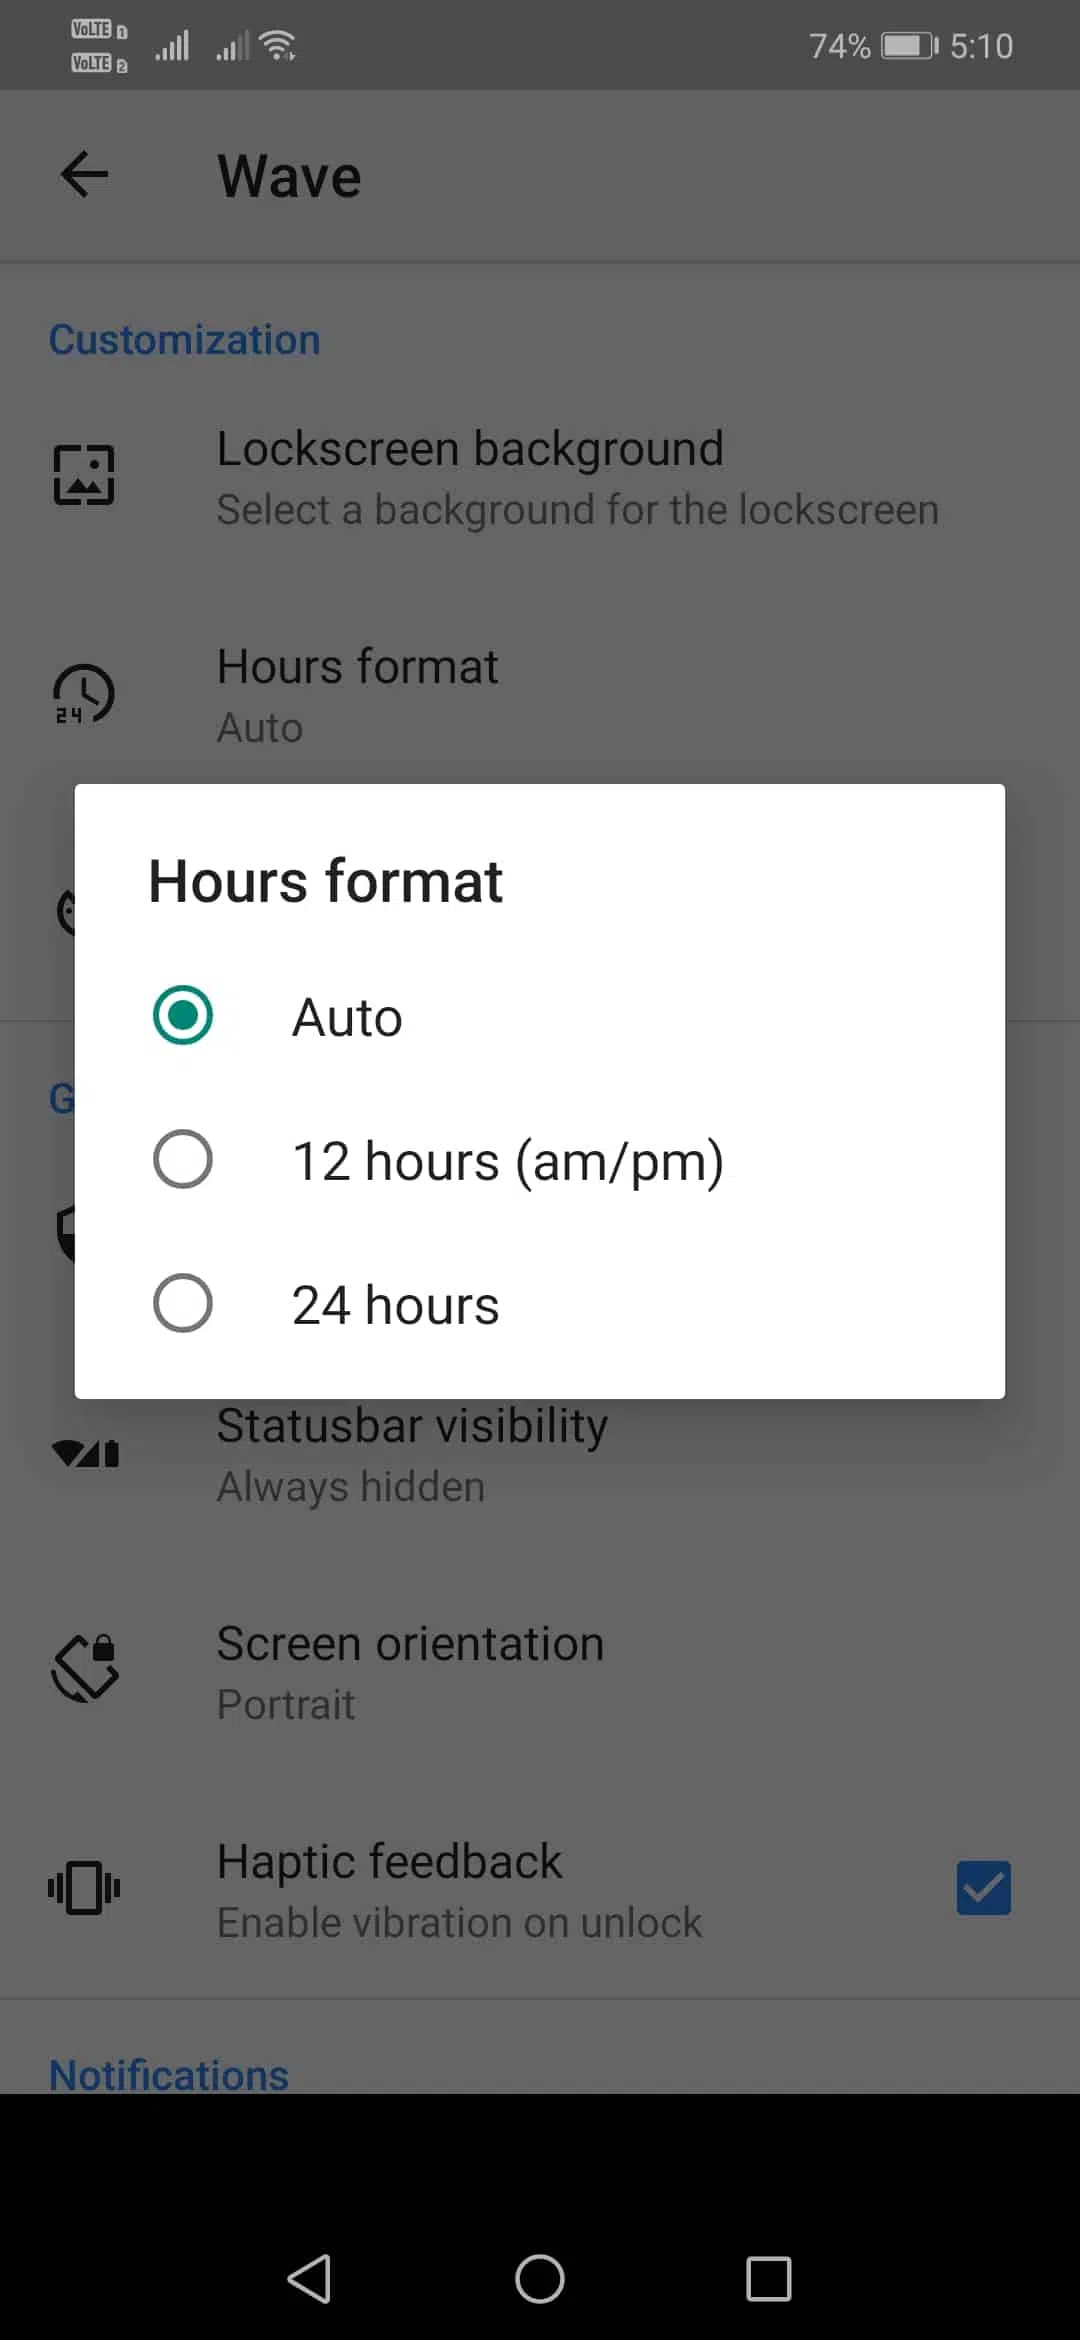 VoLTE 1
VoLTE 2
74% 5:10
Wave
Customization
Lockscreen background
Select a background for the lockscreen
24
Hours format
Auto
Hours format
Auto
12 hours (am/pm)
24 hours
G
Statusbar visibility
Always hidden
Screen orientation
Portrait
Haptic feedback
Enable vibration on unlock
Notifications